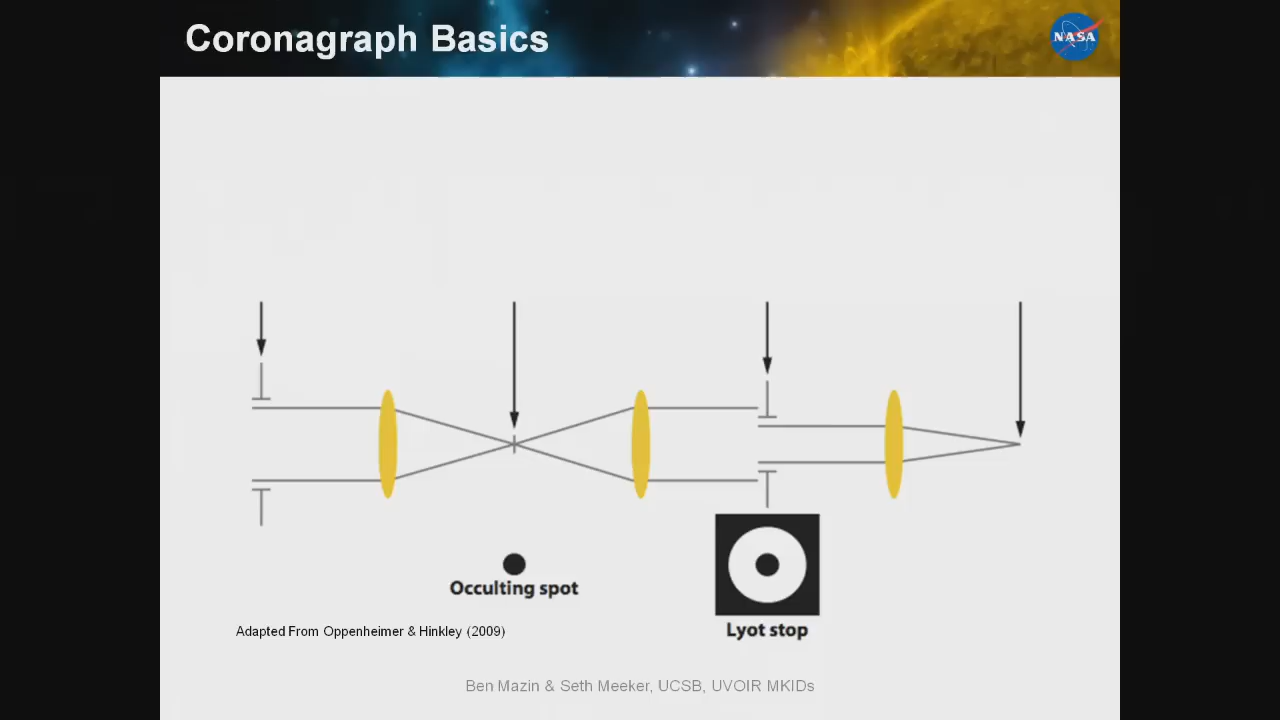 Coronagraph Basics
NASA
Occulting spot
Lyot stop
Adapted From Oppenheimer & Hinkley (2009)
Ben Mazin & Seth Meeker, UCSB, UVOIR MKIDs